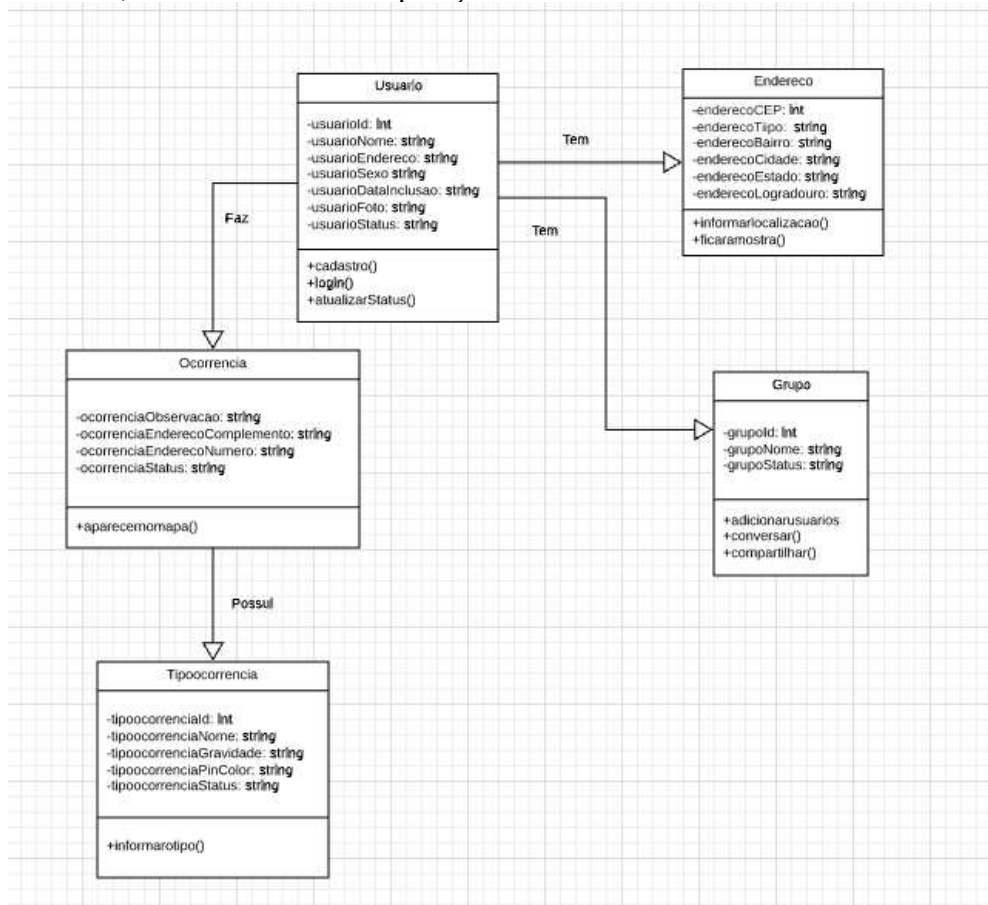 Usuario
-usuarioId: Int
-usuarioNome: string
-usuarioEndereco: string
-usuarioSexo string
-usuarioDataInclusao: string
-usuarioFoto: string
-usuarioStatus: string
+cadastro()
+login()
+atualizarStatus()
Tem
Endereco
-enderecoCEP: Int
-enderecoTiipo: string
-enderecoBairro: string
-enderecoCidade: string
-enderecoEstado: string
-enderecoLogradouro: string
+informarlocalizacao()
+ficaramostra()
Faz
Tem
Ocorrencia
-ocorrenciaObservacao: string
-ocorrenciaEnderecoComplemento: string
-ocorrenciaEnderecoNumero: string
-ocorrenciaStatus: string
+aparecernomapa()
Grupo
-grupoId: Int
-grupoNome: string
-grupoStatus: string
+adicionarusuarios
+conversar()
+compartilhar()
Possui
Tipoocorrencia
-tipoocorrenciaId: Int
-tipoocorrenciaNome: string
-tipoocorrenciaGravidade: string
-tipoocorrenciaPinColor: string
-tipoocorrenciaStatus: string
+informarotipo()